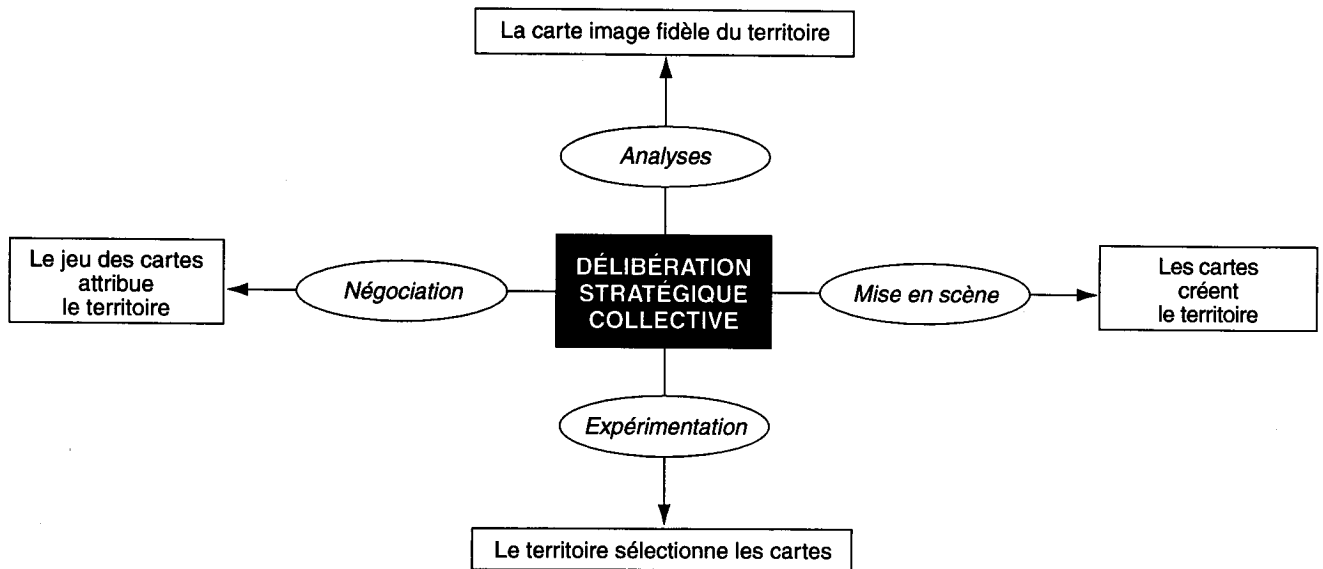 La carte image fidèle du territoire
Analyses
Le jeu des cartes
attribue
le territoire
Négociation
DÉLIBÉRATION
STRATÉGIQUE
COLLECTIVE
Mise en scène
Les cartes
créent
le territoire
Expérimentation
Le territoire sélectionne les cartes